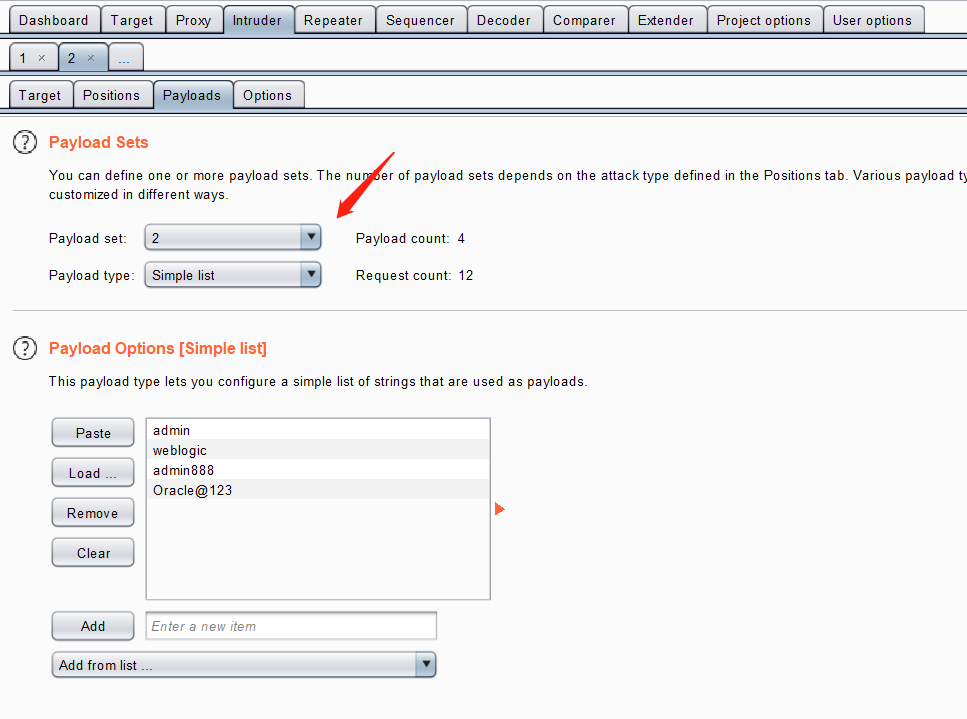 Dashboard Target Proxy Intruder Repeater Sequencer Decoder Comparer Extender Project options User options
1 × 2 × ...
Target Positions Payloads Options
? Payload Sets
You can define one or more payload sets. The number of payload sets depends on the attack type defined in the Positions tab. Various payload ty
customized in different ways.
Payload set: 2 Payload count: 4
Payload type: Simple list Request count: 12
? Payload Options [Simple list]
This payload type lets you configure a simple list of strings that are used as payloads.
Paste
Load ...
Remove
Clear
admin
weblogic
admin888
Oracle@123
Add Enter a new item
Add from list ...